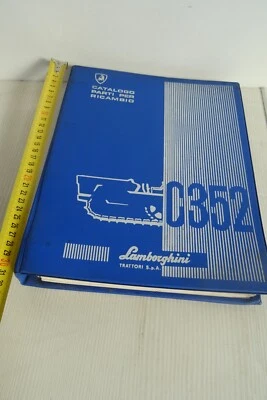 CATALOGO
PARTI PER
RICAMBIO
C352
Lamborghini
TRATTORI S.p.A.